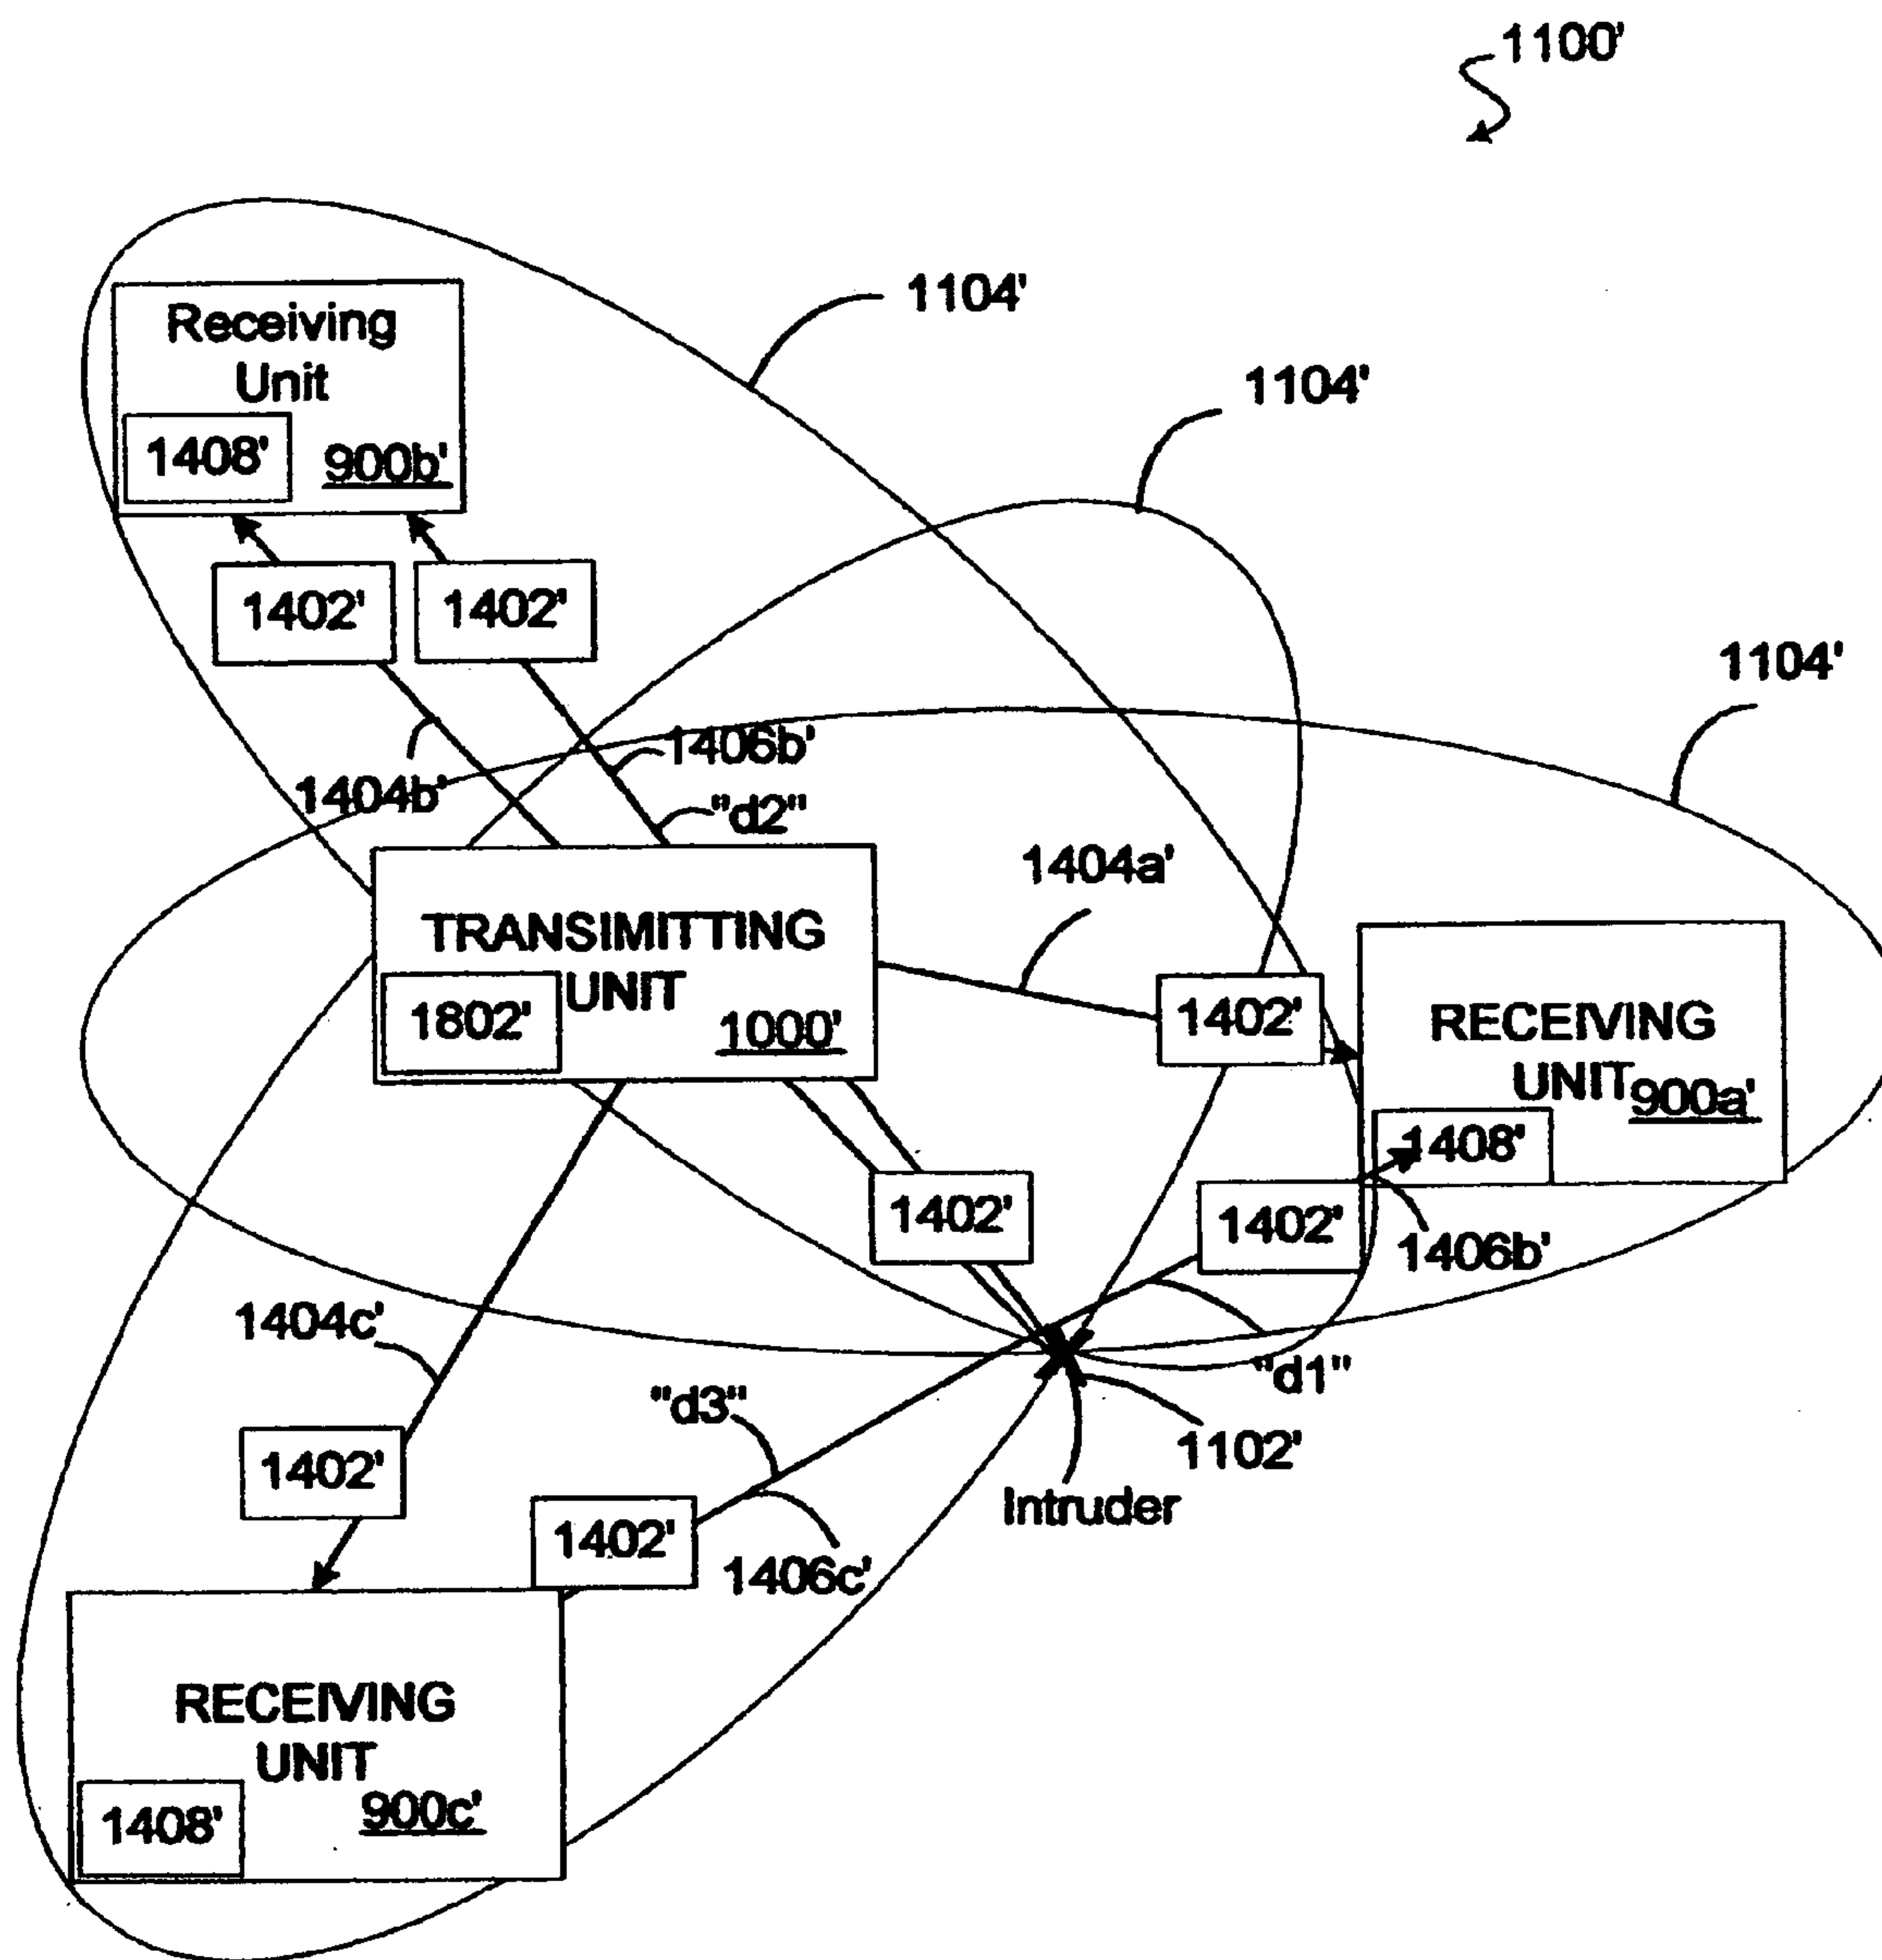 1100'
1104'
Receiving
Unit
1408'
900b'
1104'
1402'
1402'
1104'
1406b'
1404b'
"d2"
1404a'
TRANSIMITTING
UNIT
1802'
1000'
1402'
RECEIVING
UNIT
900a'
1408'
1402'
1402'
1406b'
1404c'
"d1"
"d3"
1102'
1402'
Intruder
1402'
1406c'
RECEIVING
UNIT
900c'
1408'